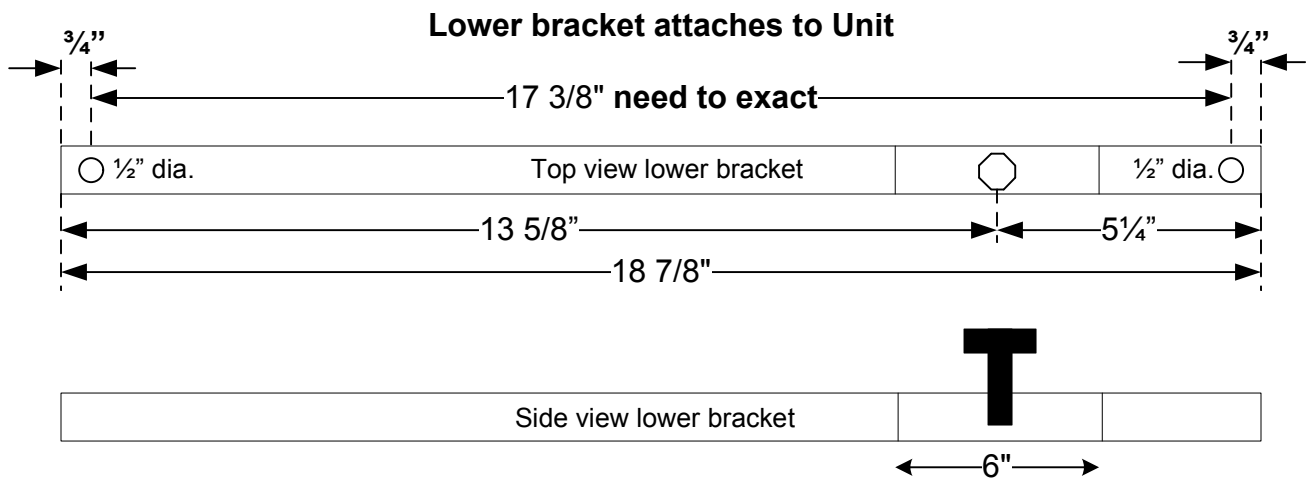 Lower bracket attaches to Unit
¾” ¾”
17 3/8" need to exact
½” dia. Top view lower bracket ½” dia.
13 5/8” 5¼”
18 7/8"
Side view lower bracket
6"